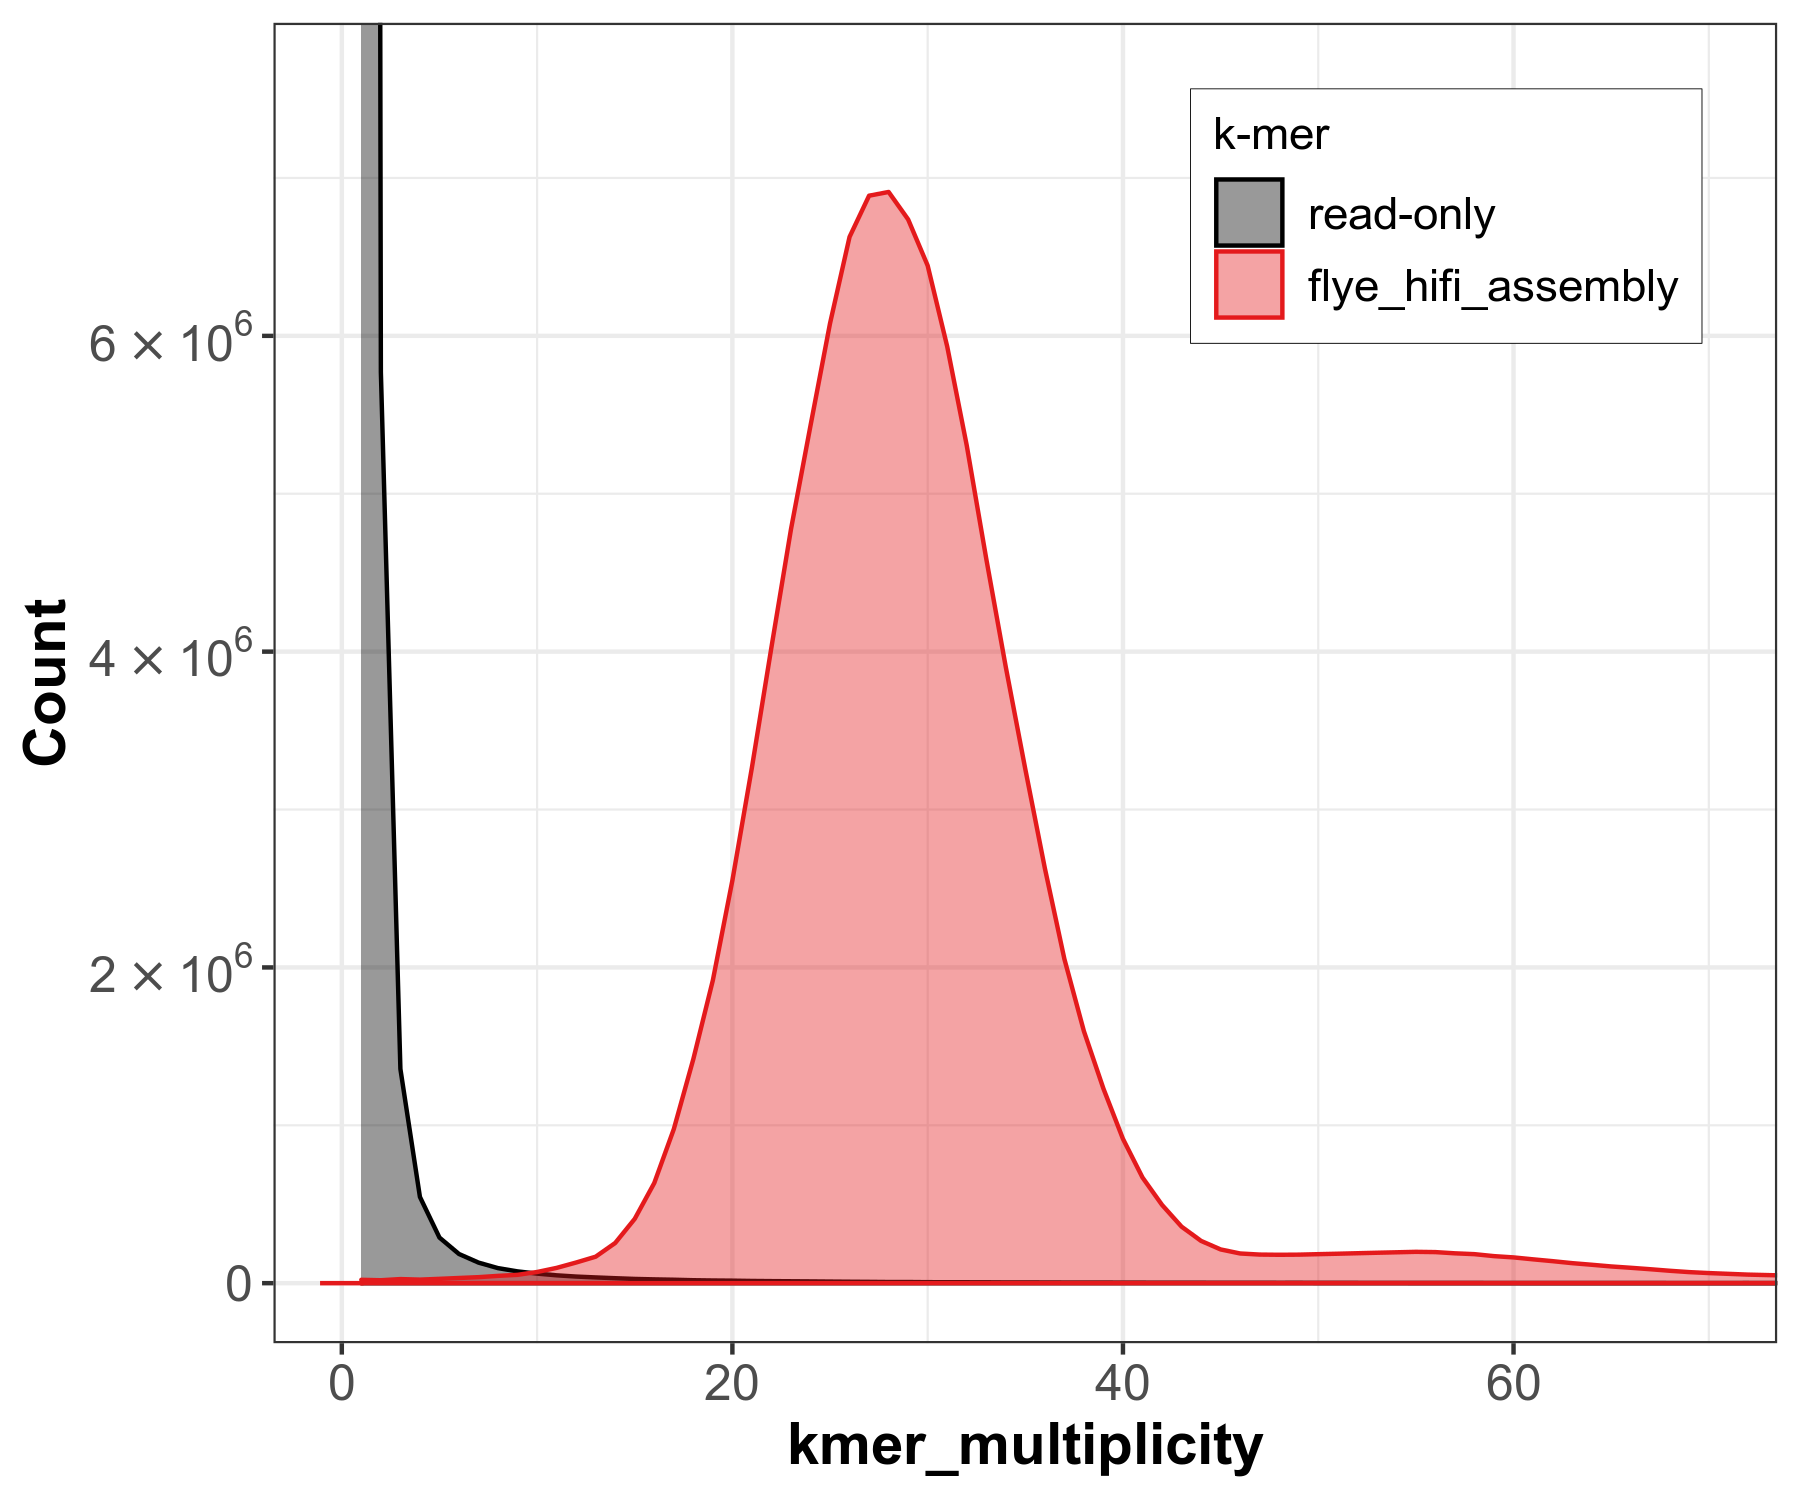 k-mer
read-only
flye_hifi_assembly
Count
6 × 10⁶
4 × 10⁶
2 × 10⁶
0
0 20 40 60
kmer_multiplicity